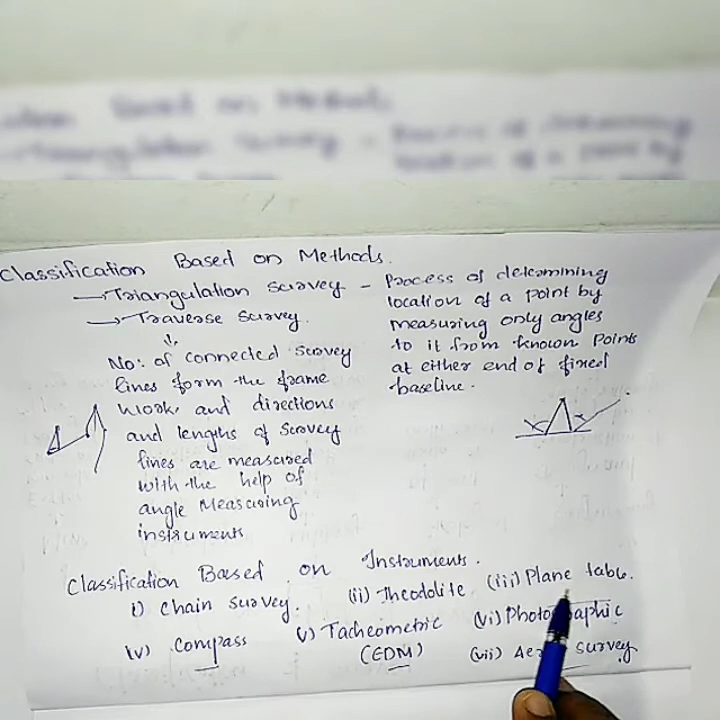 Classification Based on Methods.
→ Triangulation survey - Process of determining
location of a point by
measuring only angles
to it from known points
at either end of fixed
baseline.
→ Traverse survey.
No: of connected survey
lines form the frame
work, and directions
and lengths of survey
lines are measured
with the help of
angle Measuring
instruments
Classification Based on Instruments.
i) Chain survey. (ii) Theodolite (iii) Plane table.
iv) Compass v) Tacheometric (vi) Photographic
(EDM) (vii) survey